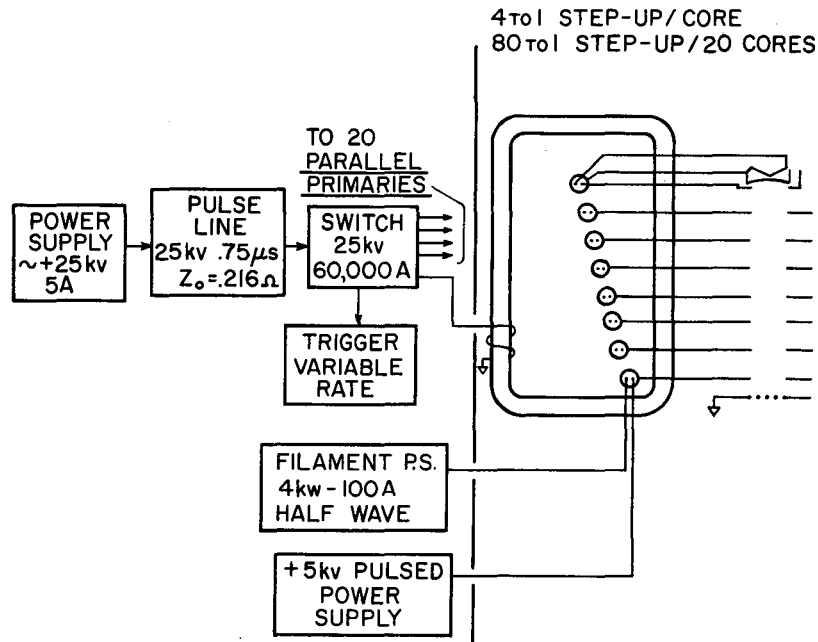 4 TO 1 STEP-UP/CORE
80 TO 1 STEP-UP/20 CORES
TO 20
PARALLEL
PRIMARIES
POWER
SUPPLY
~+25kv
5A
PULSE
LINE
25kv .75μs
Zo=.216Ω
SWITCH
25kv
60,000 A
TRIGGER
VARIABLE
RATE
FILAMENT P.S.
4kw-100A
HALF WAVE
+5kv PULSED
POWER
SUPPLY